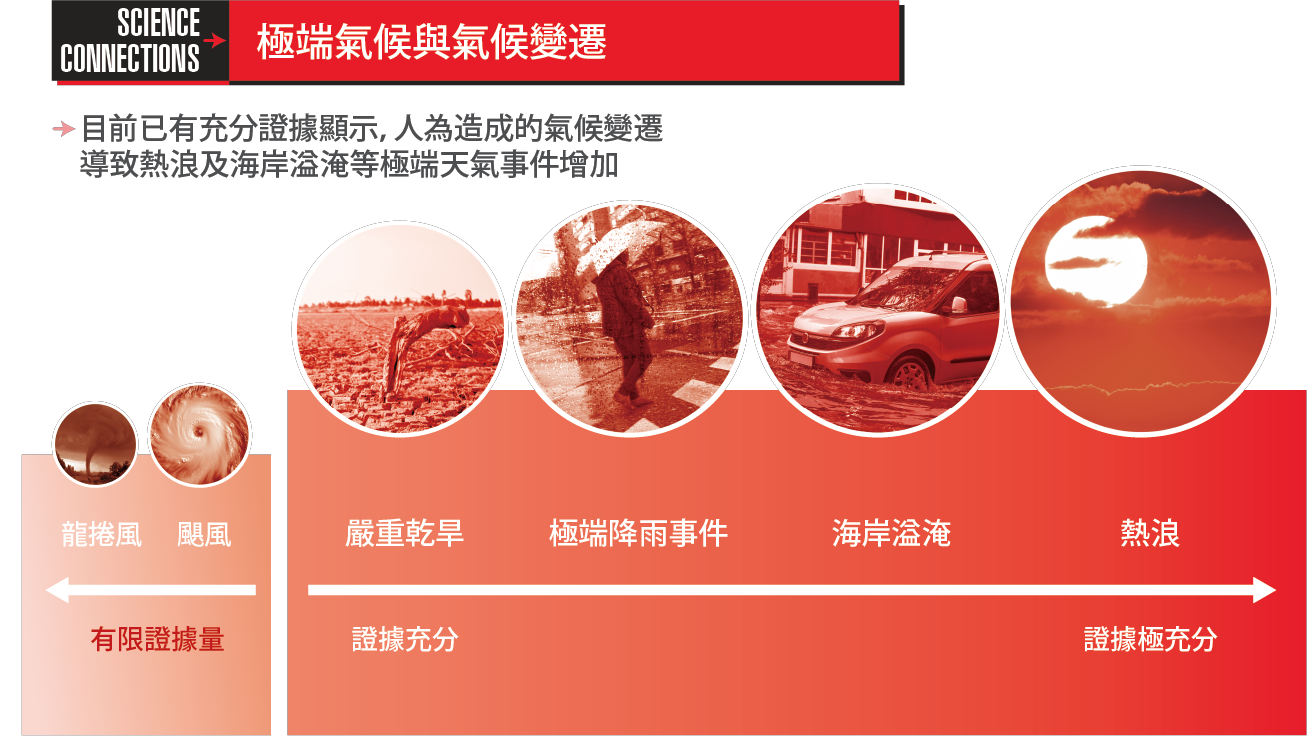 SCIENCE
CONNECTIONS
極端氣候與氣候變遷
目前已有充分證據顯示, 人為造成的氣候變遷
導致熱浪及海岸溢淹等極端天氣事件增加
龍捲風
颶風
嚴重乾旱
極端降雨事件
海岸溢淹
熱浪
有限證據量
證據充分
證據極充分